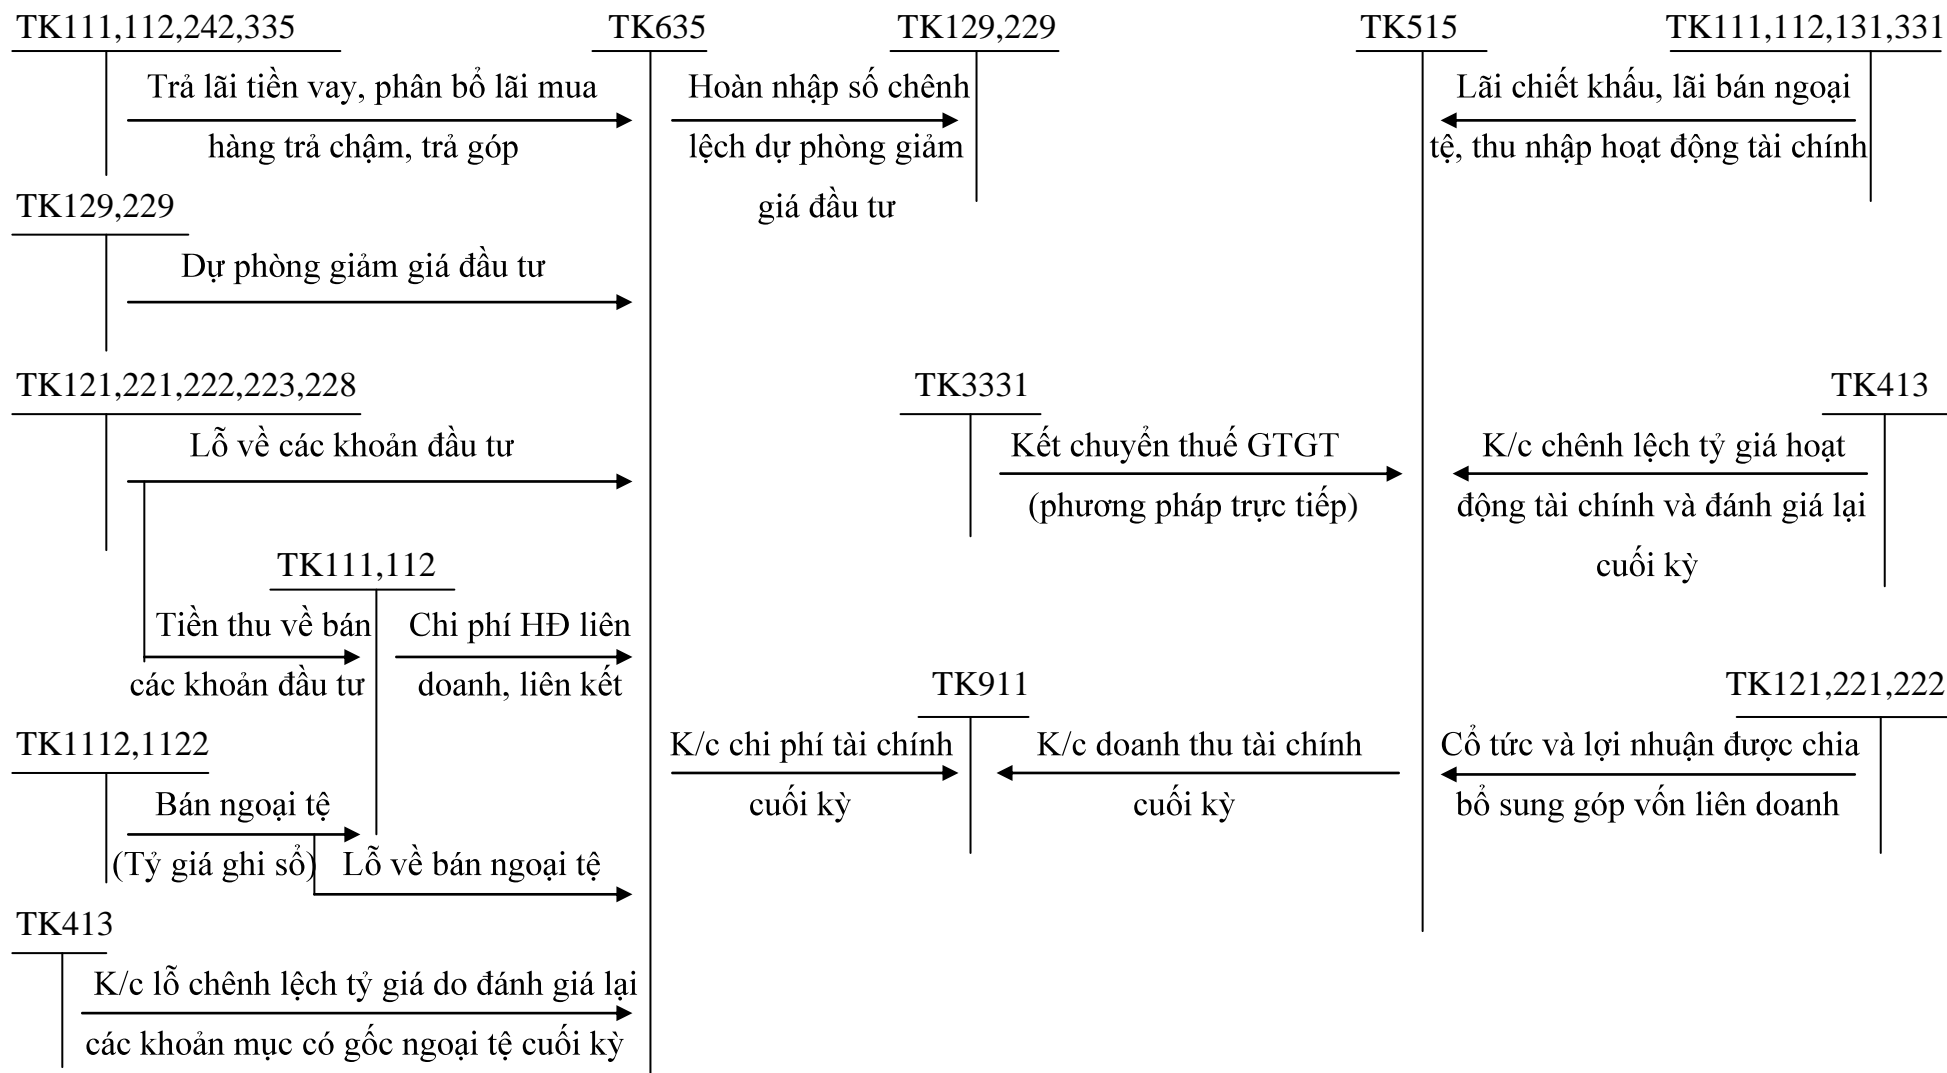 TK111,112,242,335
TK635
TK129,229
TK515
TK111,112,131,331
Trả lãi tiền vay, phân bổ lãi mua
hàng trả chậm, trả góp
Hoàn nhập số chênh
lệch dự phòng giảm
giá đầu tư
Lãi chiết khấu, lãi bán ngoại
tệ, thu nhập hoạt động tài chính
TK129,229
Dự phòng giảm giá đầu tư
TK121,221,222,223,228
Lỗ về các khoản đầu tư
TK3331
Kết chuyển thuế GTGT
(phương pháp trực tiếp)
TK413
K/c chênh lệch tỷ giá hoạt
động tài chính và đánh giá lại
cuối kỳ
TK111,112
Tiền thu về bán
các khoản đầu tư
Chi phí HĐ liên
doanh, liên kết
TK911
K/c chi phí tài chính
cuối kỳ
K/c doanh thu tài chính
cuối kỳ
TK121,221,222
Cổ tức và lợi nhuận được chia
bổ sung góp vốn liên doanh
TK1112,1122
Bán ngoại tệ
(Tỷ giá ghi sổ)
Lỗ về bán ngoại tệ
TK413
K/c lỗ chênh lệch tỷ giá do đánh giá lại
các khoản mục có gốc ngoại tệ cuối kỳ